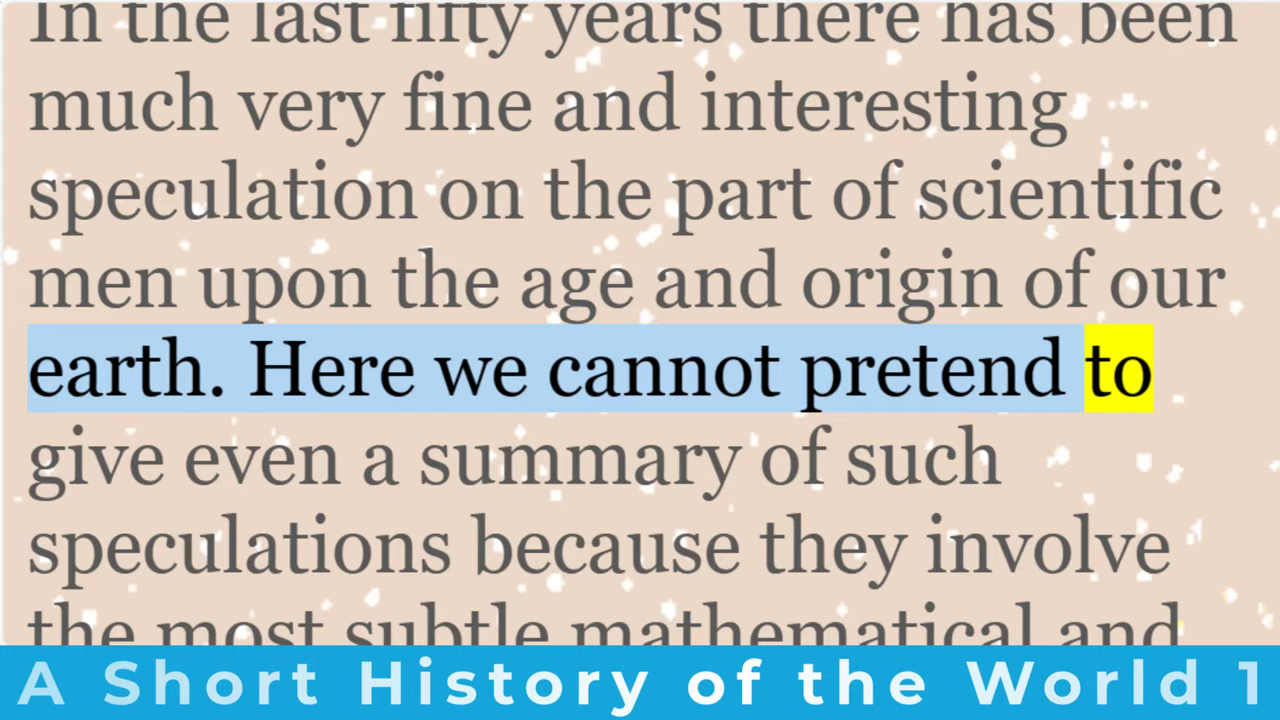 In the last fifty years there has been
much very fine and interesting
speculation on the part of scientific
men upon the age and origin of our
earth. Here we cannot pretend to
give even a summary of such
speculations because they involve
the most subtle mathematical and
A Short History of the World 1